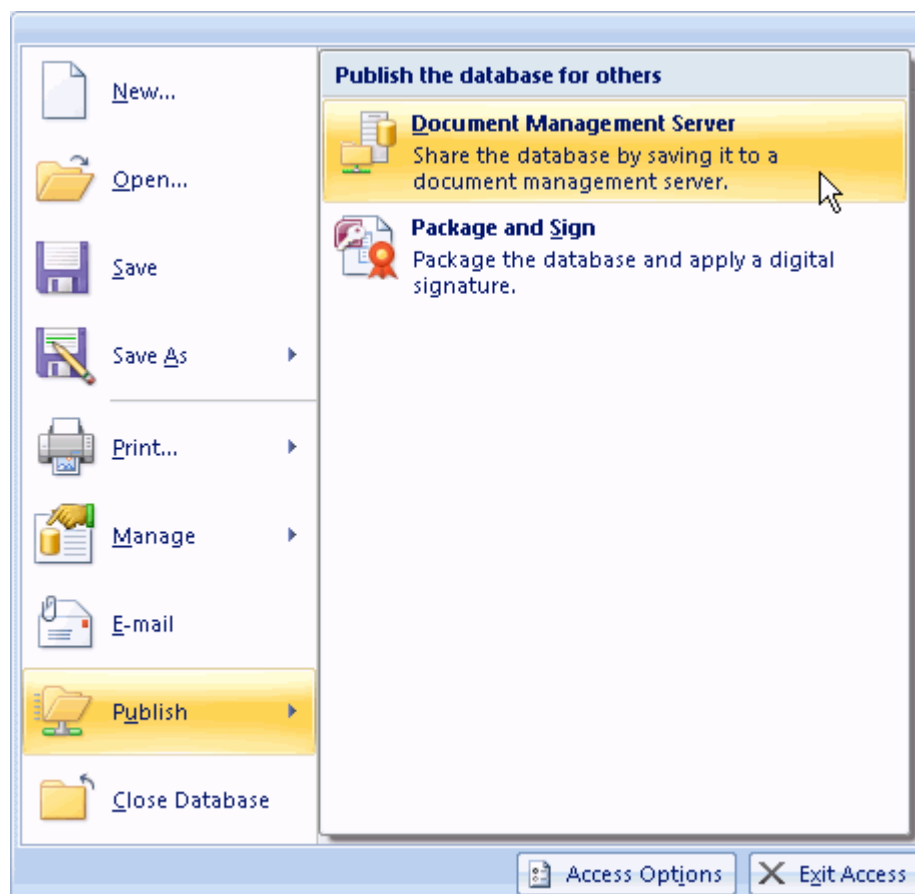 New...
Open...
Save
Save As
Print...
Manage
E-mail
Publish
Close Database
Publish the database for others
Document Management Server
Share the database by saving it to a
document management server.
Package and Sign
Package the database and apply a digital
signature.
Access Options
Exit Access